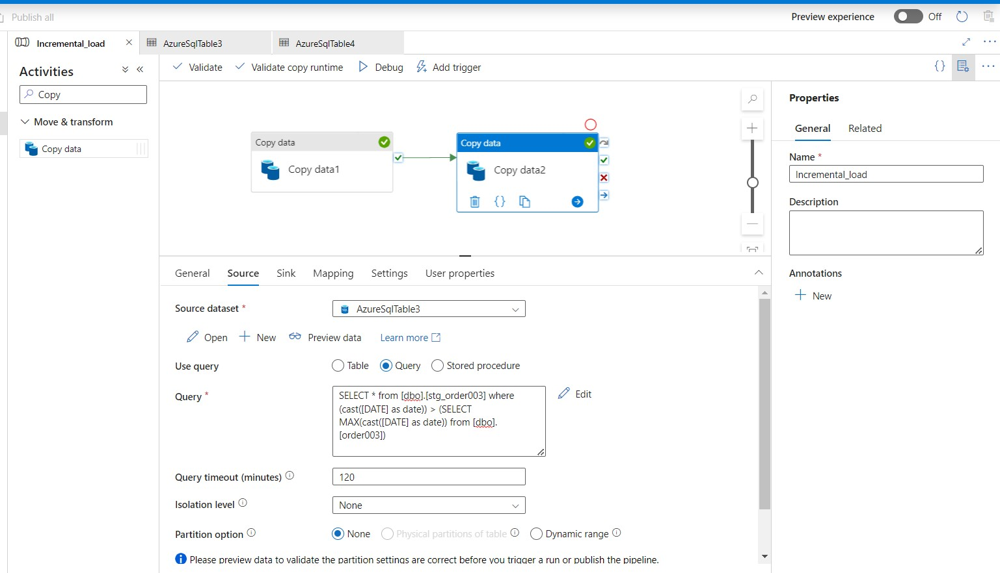 Publish all
Preview experience
Off
Incremental_load
AzureSqlTable3
AzureSqlTable4
Activities
Copy
Move & transform
Copy data
Validate
Validate copy runtime
Debug
Add trigger
Copy data
Copy data1
Copy data
Copy data2
General
Source
Sink
Mapping
Settings
User properties
Source dataset *
AzureSqlTable3
Open
New
Preview data
Learn more
Use query
Table
Query
Stored procedure
Query *
SELECT * from [dbo].[stg_order003] where
(cast([DATE] as date)) > (SELECT
MAX(cast([DATE] as date)) from [dbo].
[order003])
Edit
Query timeout (minutes)
120
Isolation level
None
Partition option
None
Physical partitions of table
Dynamic range
Please preview data to validate the partition settings are correct before you trigger a run or publish the pipeline.
Properties
General
Related
Name *
Incremental_load
Description
Annotations
New